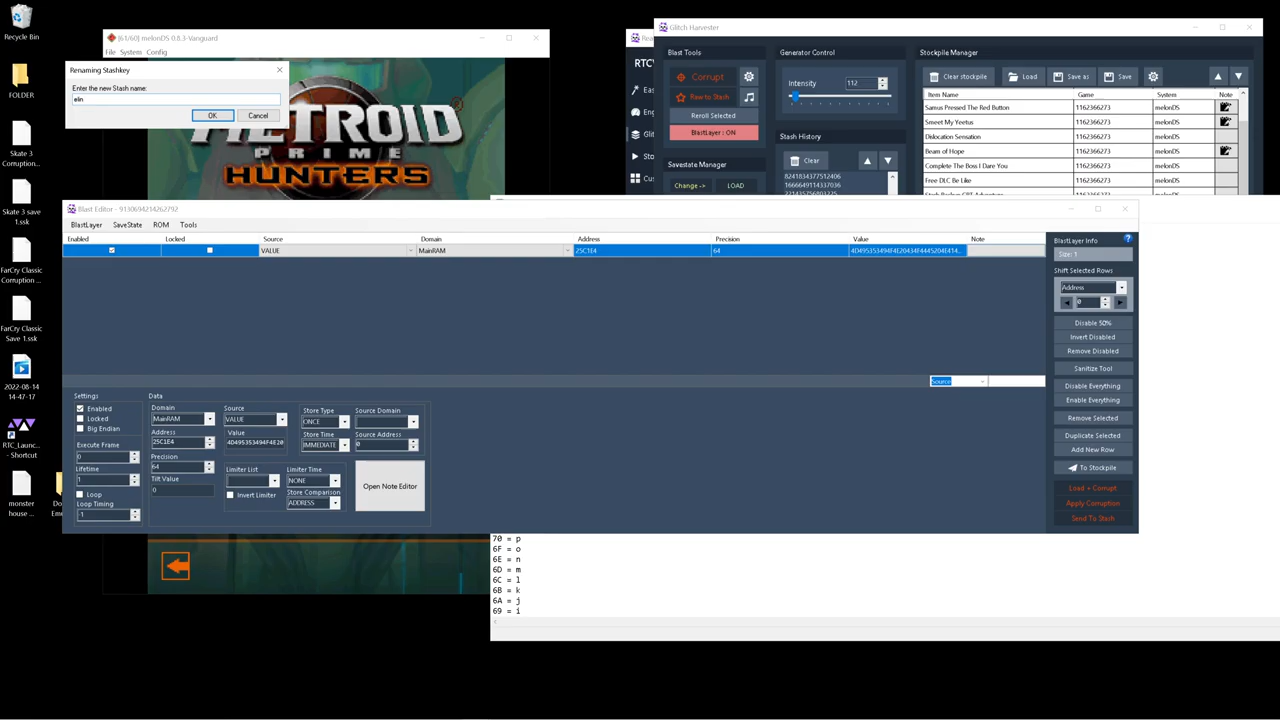 Recycle Bin
FOLDER
Skate 3
Corruption...
Skate 3 save
1.ssk
FarCry Classic
Corruption ...
FarCry Classic
Save 1.ssk
2022-08-14
14-47-17
RTC_Launc...
- Shortcut
monster
house ...
[61/60] melonDS 0.8.3-Vanguard
File System Config
Renaming Stashkey
Enter the new Stash name:
elin
OK Cancel
METROID
PRIME
HUNTERS
RTCV
Glitch Harvester
Blast Tools
Corrupt
Raw to Stash
Reroll Selected
BlastLayer : ON
Savestate Manager
Change -> LOAD
Generator Control
Intensity 112
Stash History
Clear
8241834377512406
1666649114337036
Stockpile Manager
Clear stockpile Load Save as Save
Item Name Game System Note
Samus Pressed The Red Button 1162366273 melonDS
Smeet My Yeetus 1162366273 melonDS
Dislocation Sensation 1162366273 melonDS
Beam of Hope 1162366273 melonDS
Complete The Boss I Dare You 1162366273 melonDS
Free DLC Be Like 1162366273 melonDS
Blast Editor - 9130694214262792
BlastLayer SaveState ROM Tools
Enabled Locked Source Domain Address Precision Value Note
VALUE MainRAM 25C1E4 64 4D495353494F4E20434F4445204E414...
Source
BlastLayer Info
Size: 1
Shift Selected Rows
Address
0
Disable 50%
Invert Disabled
Remove Disabled
Sanitize Tool
Disable Everything
Enable Everything
Remove Selected
Duplicate Selected
Add New Row
To Stockpile
Load + Corrupt
Apply Corruption
Send To Stash
Settings
Enabled
Locked
Big Endian
Execute Frame
0
Lifetime
1
Loop
Loop Timing
-1
Data
Domain
MainRAM
Address
25C1E4
Precision
64
Tilt Value
0
Source
VALUE
Value
4D495353494F4E20
Limiter List
Invert Limiter
Store Type
ONCE
Store Time
IMMEDIATE
Limiter Time
NONE
Store Comparison
ADDRESS
Source Domain
Source Address
0
Open Note Editor
70 = p
6F = o
6E = n
6D = m
6C = l
6B = k
6A = j
69 = i